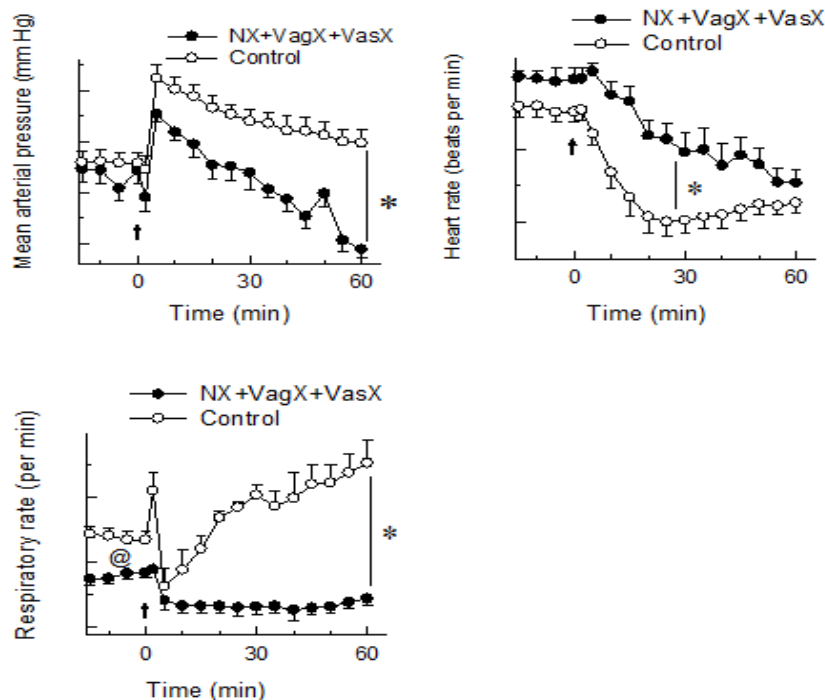 NX+VagX+VasX
Control
Mean arterial pressure (mm Hg)
*
†
0 30 60
Time (min)
NX+VagX+VasX
Control
Heart rate (beats per min)
†
*
0 30 60
Time (min)
NX+VagX+VasX
Control
Respiratory rate (per min)
@
*
†
0 30 60
Time (min)